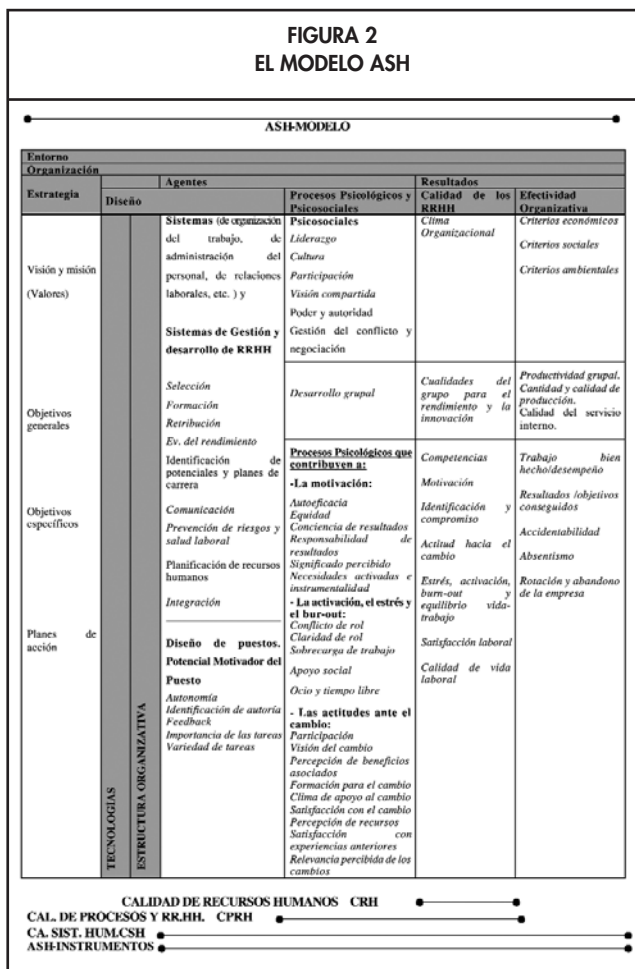 FIGURA 2
EL MODELO ASH
ASH-MODELO
Entorno
Organización
Estrategia
Diseño
Agentes
Procesos Psicológicos y
Psicosociales
Resultados
Calidad de los
RRHH
Efectividad
Organizativa
Visión y misión
(Valores)
Objetivos
generales
Objetivos
específicos
Planes de
acción
TECNOLOGIAS
ESTRUCTURA ORGANIZATIVA
Sistemas (de organización
del trabajo, de
administración del
personal, de relaciones
laborales, etc. ) y
Sistemas de Gestión y
desarrollo de RRHH
Selección
Formación
Retribución
Ev. del rendimiento
Identificación de
potenciales y planes de
carrera
Comunicación
Prevención de riesgos y
salud laboral
Planificación de recursos
humanos
Integración
Diseño de puestos.
Potencial Motivador del
Puesto
Autonomía
Identificación de autoría
Feedback
Importancia de las tareas
Variedad de tareas
Psicosociales
Liderazgo
Cultura
Participación
Visión compartida
Poder y autoridad
Gestión del conflicto y
negociación
Desarrollo grupal
Procesos Psicológicos que
contribuyen a:
-La motivación:
Autoeficacia
Equidad
Conciencia de resultados
Responsabilidad de
resultados
Significado percibido
Necesidades activadas e
instrumentalidad
- La activación, el estrés y
el bur-out:
Conflicto de rol
Claridad de rol
Sobrecarga de trabajo
Apoyo social
Ocio y tiempo libre
- Las actitudes ante el
cambio:
Participación
Visión del cambio
Percepción de beneficios
asociados
Formación para el cambio
Clima de apoyo al cambio
Satisfacción con el cambio
Percepción de recursos
Satisfacción con
experiencias anteriores
Relevancia percibida de los
cambios
Clima
Organizacional
Cualidades del
grupo para el
rendimiento y la
innovación
Competencias
Motivación
Identificación y
compromiso
Actitud hacia el
cambio
Estrés, activación,
burn-out y
equilibrio vida-
trabajo
Satisfacción laboral
Calidad de vida
laboral
Criterios económicos
Criterios sociales
Criterios ambientales
Productividad grupal.
Cantidad y calidad de
producción.
Calidad del servicio
interno.
Trabajo bien
hecho/desempeño
Resultados /objetivos
conseguidos
Accidentabilidad
Absentismo
Rotación y abandono
de la empresa
CALIDAD DE RECURSOS HUMANOS CRH
CAL. DE PROCESOS Y RR.HH. CPRH
CA. SIST. HUM.CSH
ASH-INSTRUMENTOS